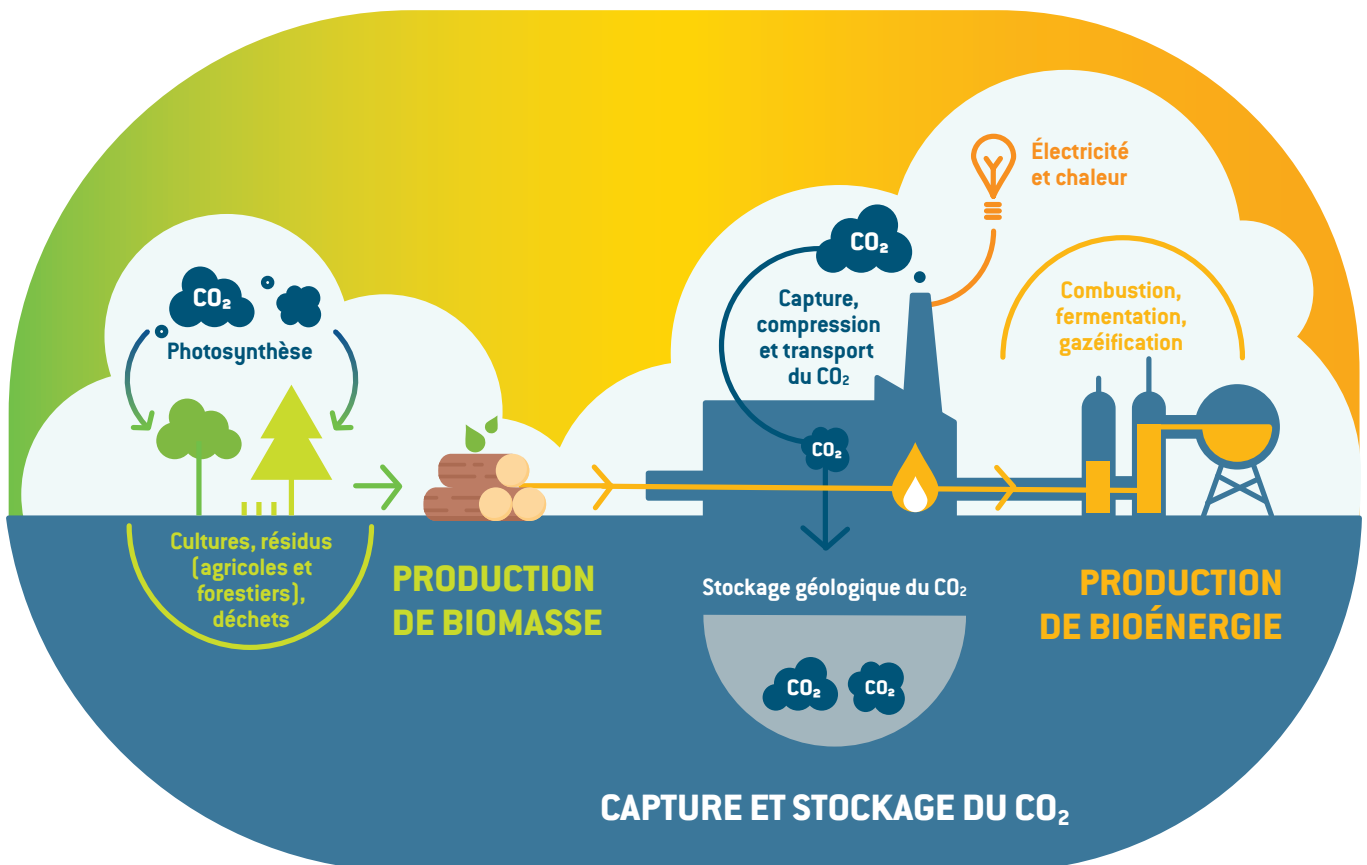 CO₂
Photosynthèse
Cultures, résidus
(agricoles et
forestiers),
déchets
PRODUCTION
DE BIOMASSE
CO₂
Capture,
compression
et transport
du CO₂
CO₂
Stockage géologique du CO₂
CO₂
CO₂
Électricité
et chaleur
Combustion,
fermentation,
gazéification
PRODUCTION
DE BIOÉNERGIE
CAPTURE ET STOCKAGE DU CO₂